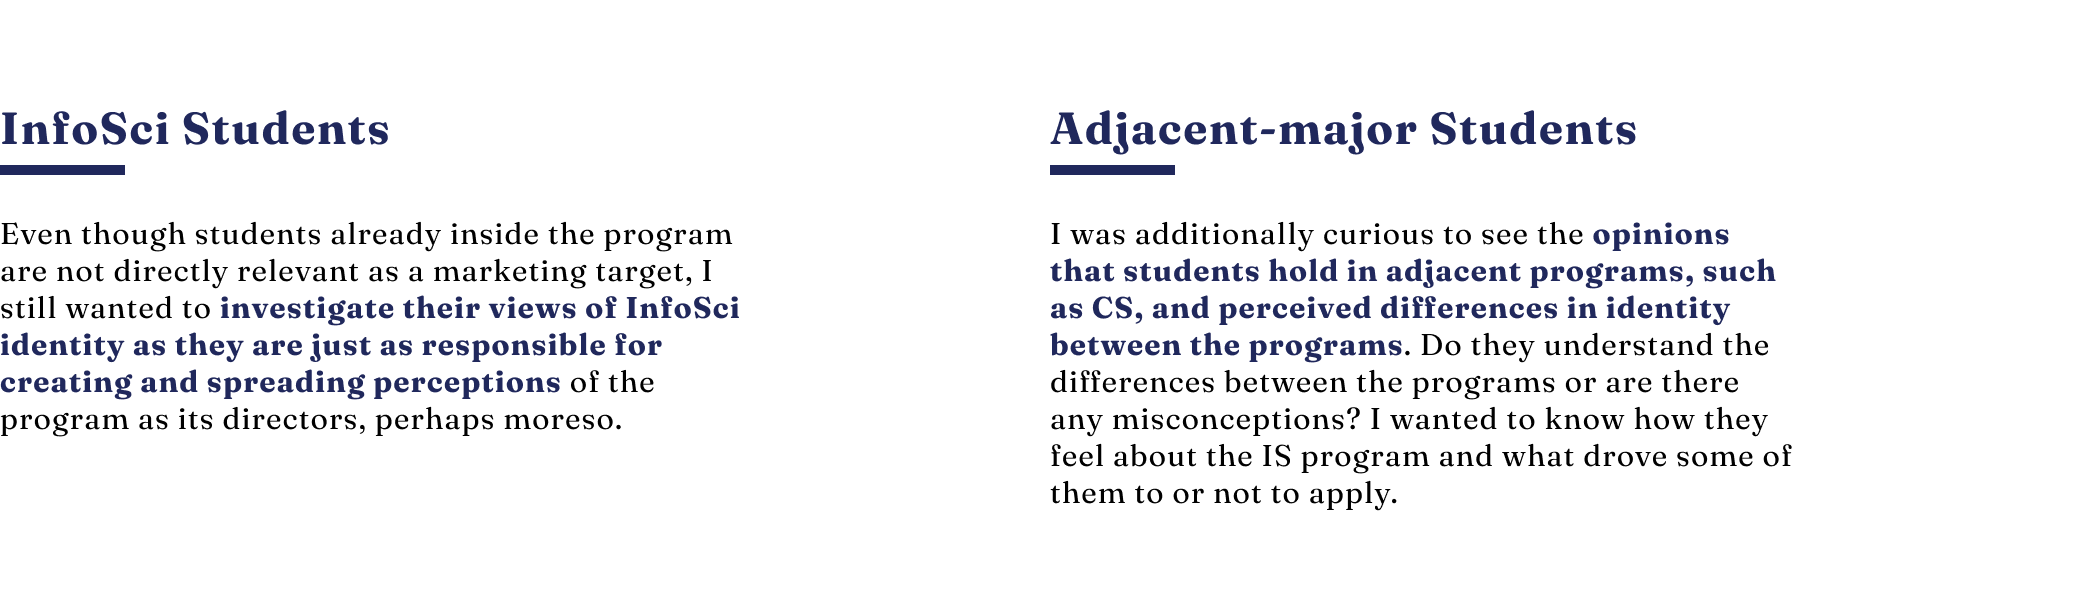 InfoSci Students
Even though students already inside the program
are not directly relevant as a marketing target, I
still wanted to investigate their views of InfoSci
identity as they are just as responsible for
creating and spreading perceptions of the
program as its directors, perhaps moreso.
Adjacent-major Students
I was additionally curious to see the opinions
that students hold in adjacent programs, such
as CS, and perceived differences in identity
between the programs. Do they understand the
differences between the programs or are there
any misconceptions? I wanted to know how they
feel about the IS program and what drove some of
them to or not to apply.